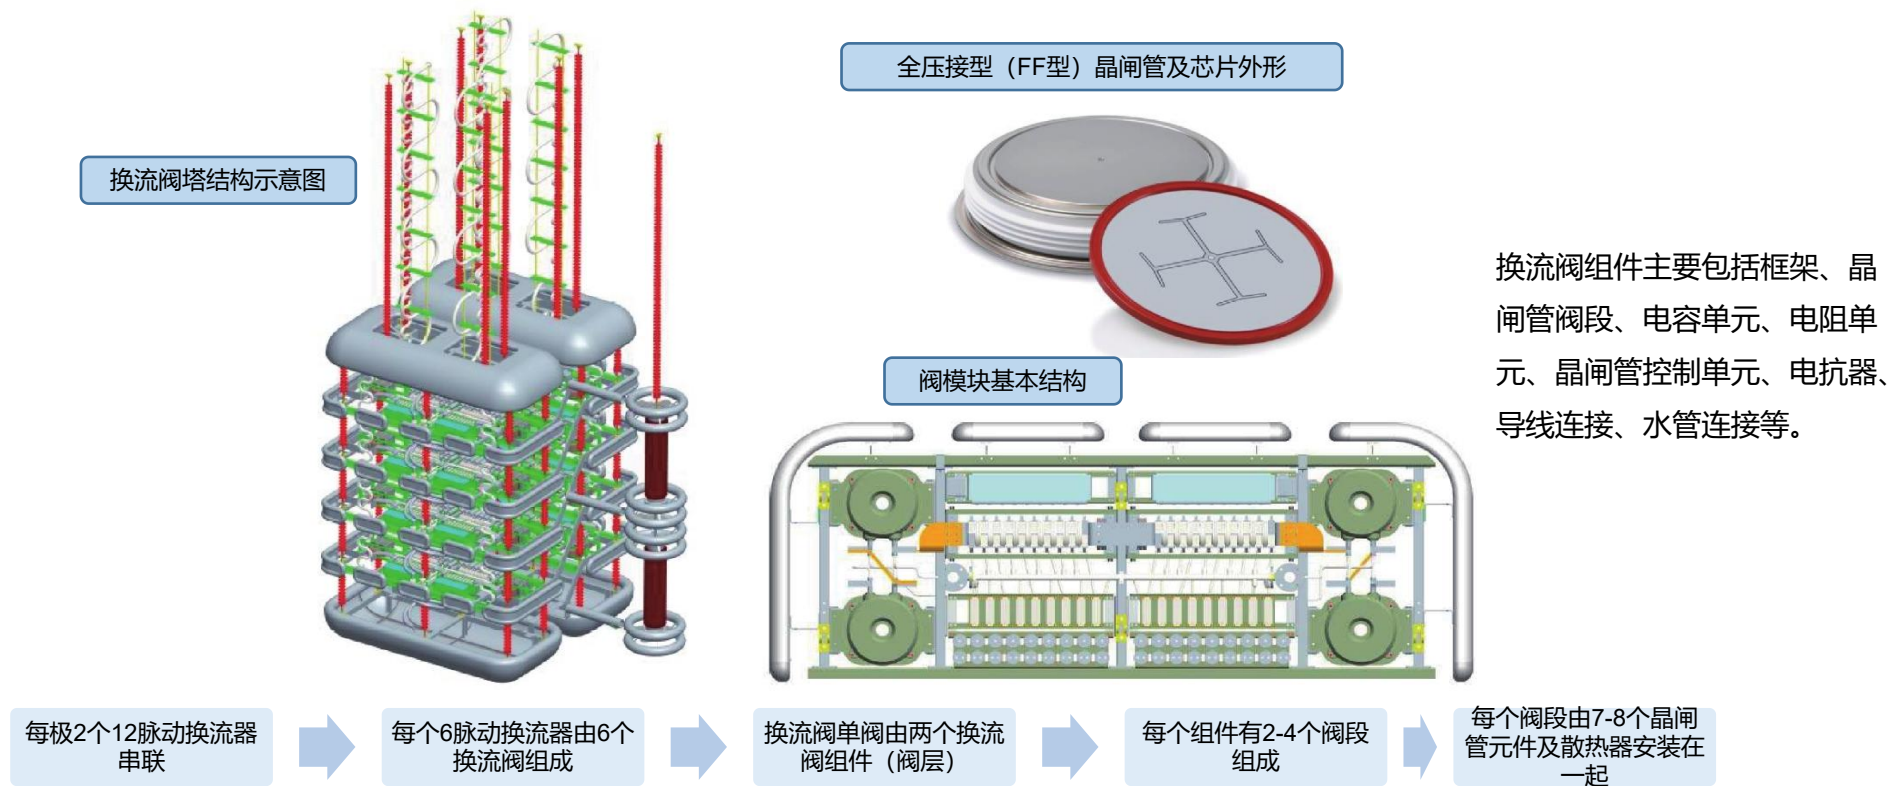 全压接型（FF型）晶闸管及芯片外形
换流阀塔结构示意图
换流阀组件主要包括框架、晶
闸管阀段、电容单元、电阻单
元、晶闸管控制单元、电抗器、
导线连接、水管连接等。
阀模块基本结构
每极2个12脉动换流器
串联
每个6脉动换流器由6个
换流阀组成
换流阀单阀由两个换流
阀组件（阀层）
每个组件有2-4个阀段
组成
每个阀段由7-8个晶闸
管元件及散热器安装在
一起